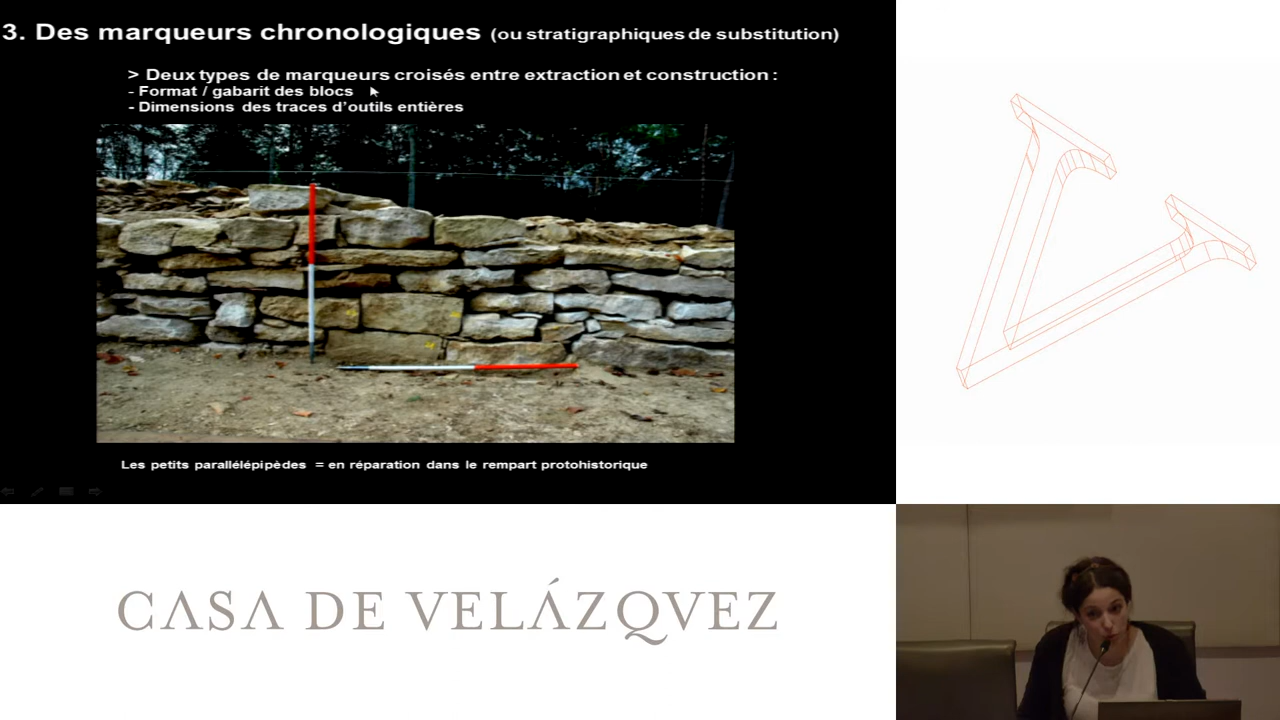 3. Des marqueurs chronologiques (ou stratigraphiques de substitution)
> Deux types de marqueurs croisés entre extraction et construction :
- Format / gabarit des blocs
- Dimensions des traces d'outils entières
Les petits parallélépipèdes = en réparation dans le rempart protohistorique
CASA DE VELÁZQVEZ